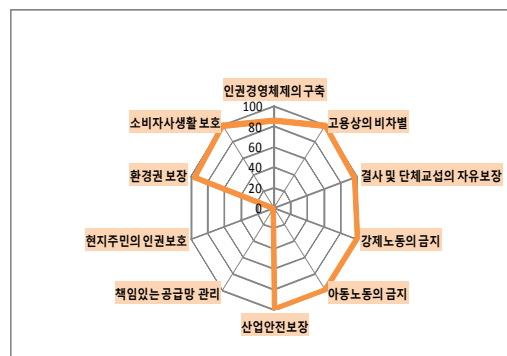 인권경영체제의 구축
100
80
60
40
20
0
고용상의 비차별
결사 및 단체교섭의 자유보장
강제노동의 금지
아동노동의 금지
산업안전보장
책임있는 공급망 관리
현지주민의 인권보호
환경권 보장
소비자사생활 보호